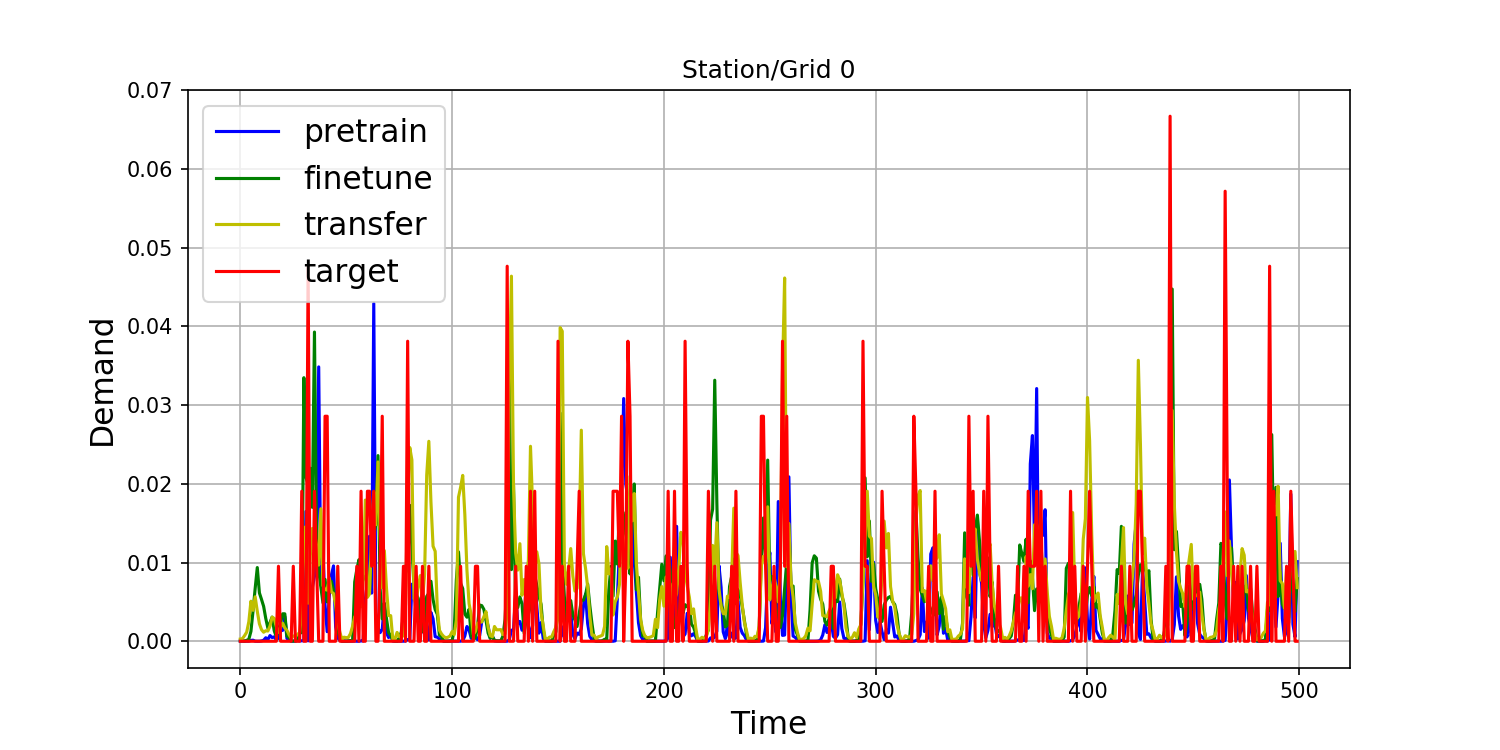 Station/Grid 0
0.07
0.06
0.05
0.04
0.03
0.02
0.01
0.00
Demand
pretrain
finetune
transfer
target
0 100 200 300 400 500
Time